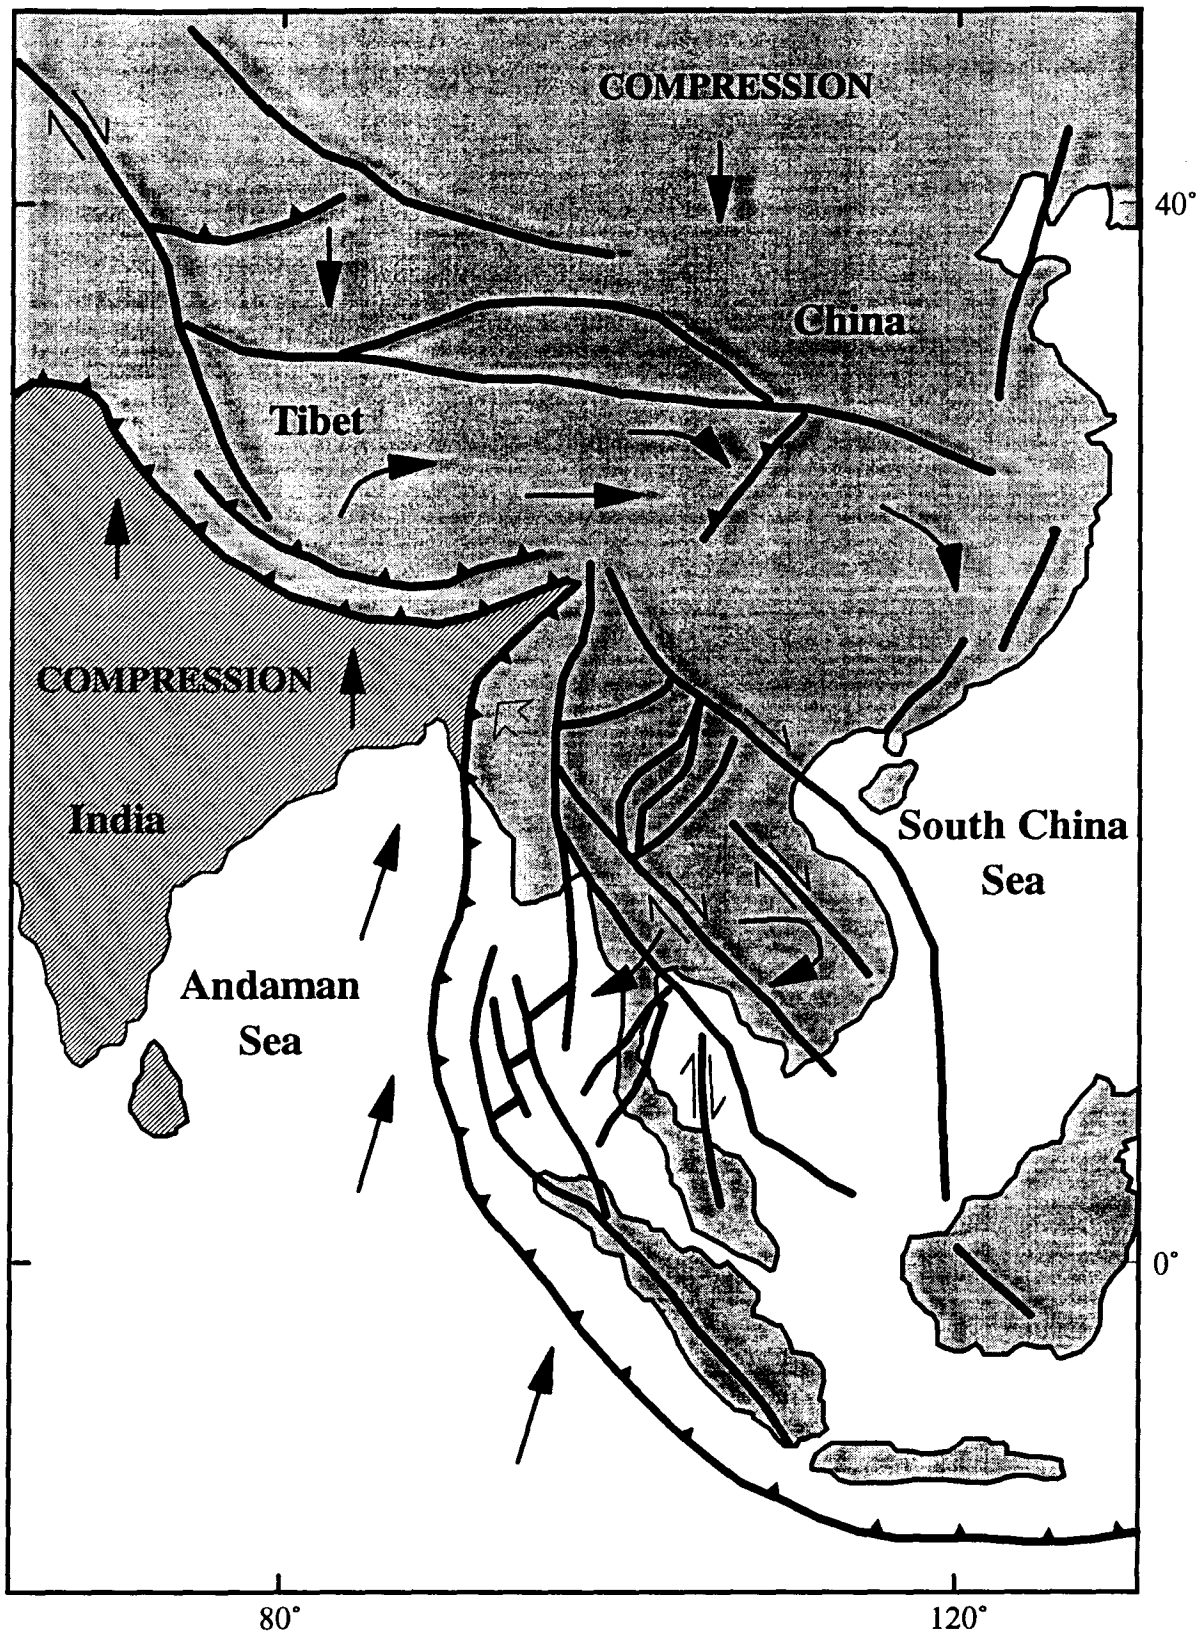 COMPRESSION
40°
China
Tibet
COMPRESSION
India
South China
Sea
Andaman
Sea
0°
80°
120°